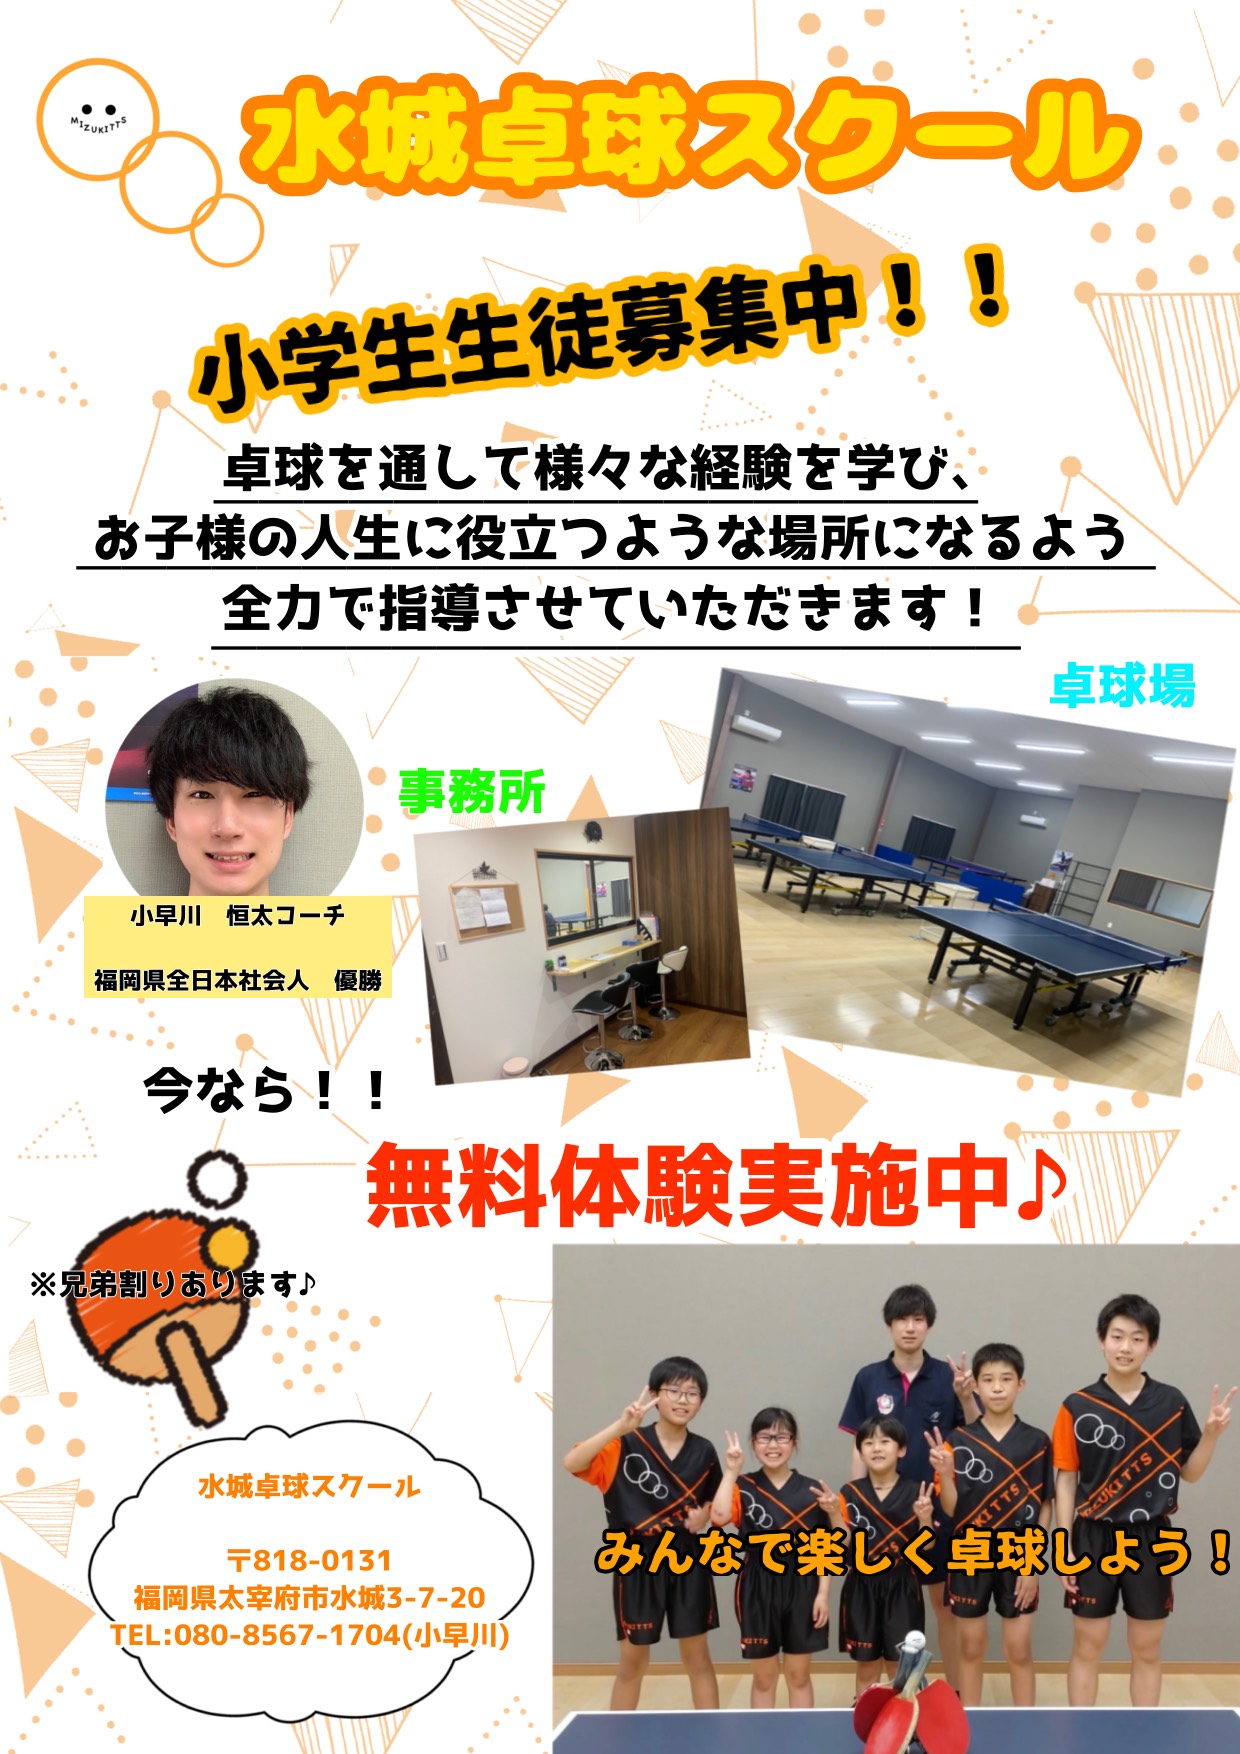 MIZUKITTS
水城卓球スクール
小学生生徒募集中！！
卓球を通して様々な経験を学び、
お子様の人生に役立つような場所になるよう
全力で指導させていただきます！
卓球場
事務所
小早川　恒太コーチ
福岡県全日本社会人　優勝
今なら！！
無料体験実施中♪
※兄弟割りあります♪
みんなで楽しく卓球しよう！
水城卓球スクール
〒818-0131
福岡県太宰府市水城3-7-20
TEL:080-8567-1704(小早川)